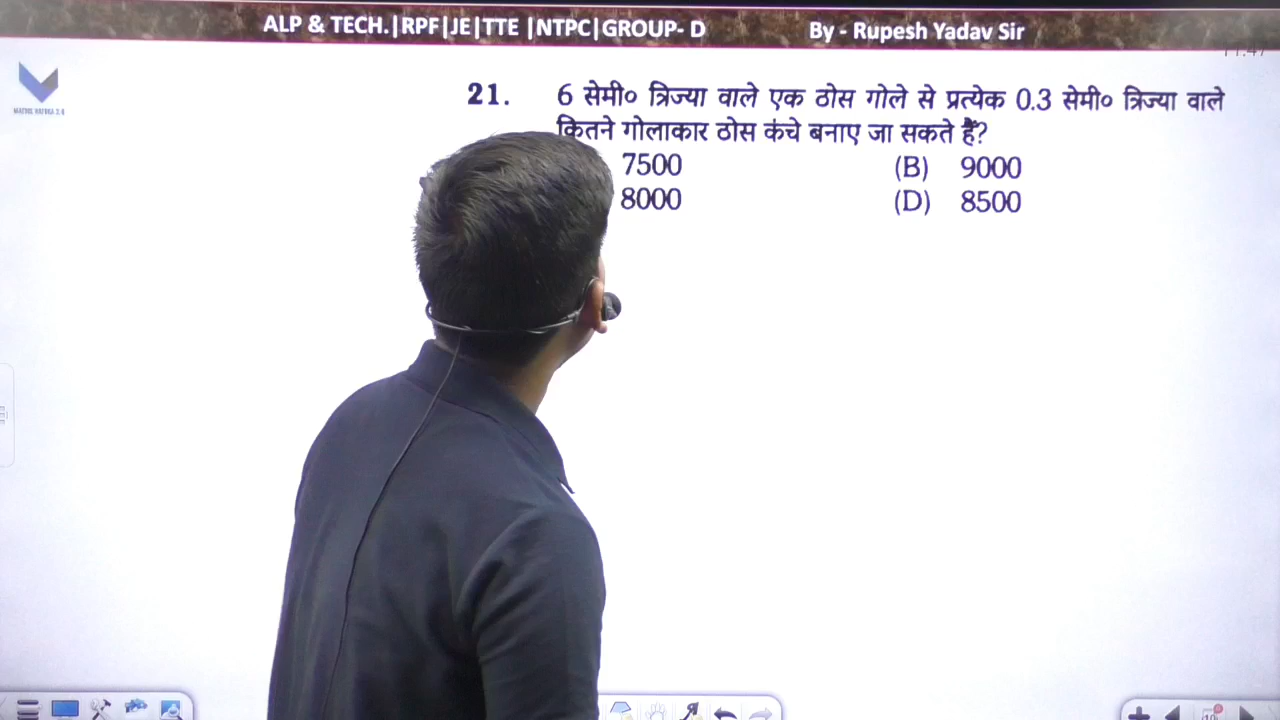 ALP & TECH.|RPF|JE|TTE |NTPC|GROUP- D By - Rupesh Yadav Sir
21. 6 सेमी० त्रिज्या वाले एक ठोस गोले से प्रत्येक 0.3 सेमी० त्रिज्या वाले
कितने गोलाकार ठोस कंचे बनाए जा सकते हैं?
7500 (B) 9000
8000 (D) 8500